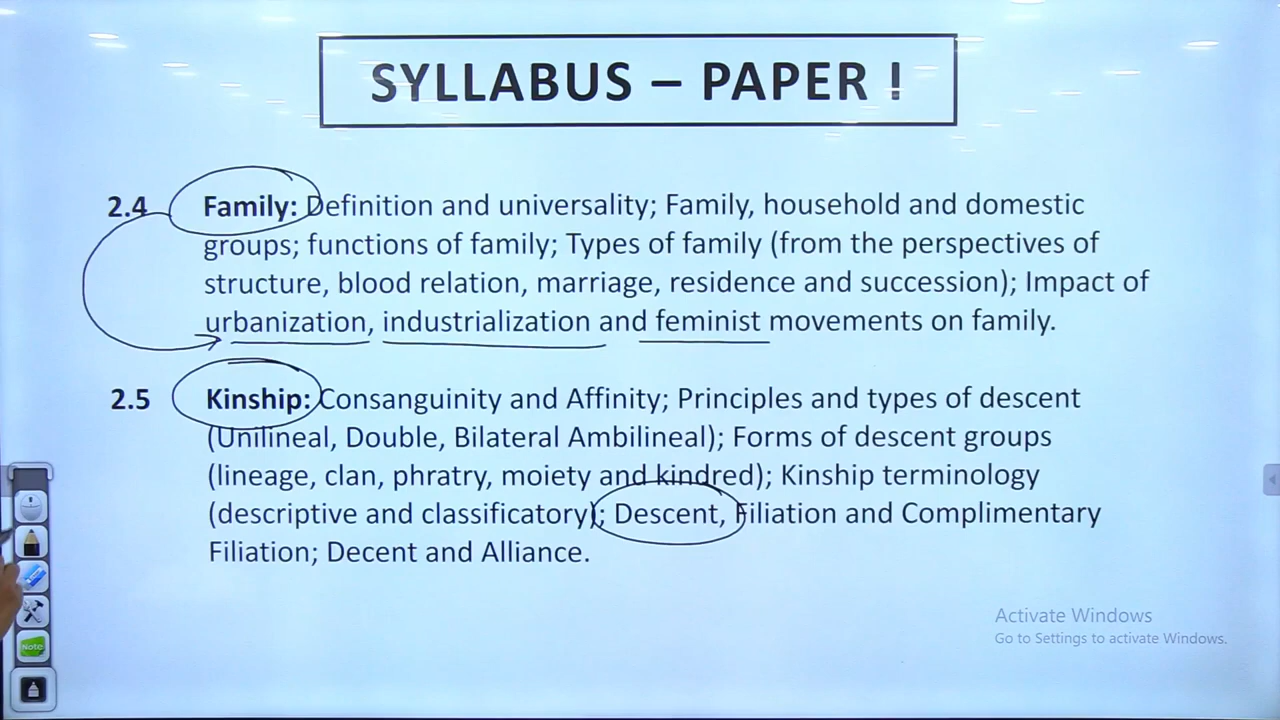 SYLLABUS – PAPER !
2.4 Family: Definition and universality; Family, household and domestic
groups; functions of family; Types of family (from the perspectives of
structure, blood relation, marriage, residence and succession); Impact of
urbanization, industrialization and feminist movements on family.
2.5 Kinship: Consanguinity and Affinity; Principles and types of descent
(Unilineal, Double, Bilateral Ambilineal); Forms of descent groups
(lineage, clan, phratry, moiety and kindred); Kinship terminology
(descriptive and classificatory); Descent, Filiation and Complimentary
Filiation; Decent and Alliance.
Note
Activate Windows
Go to Settings to activate Windows.